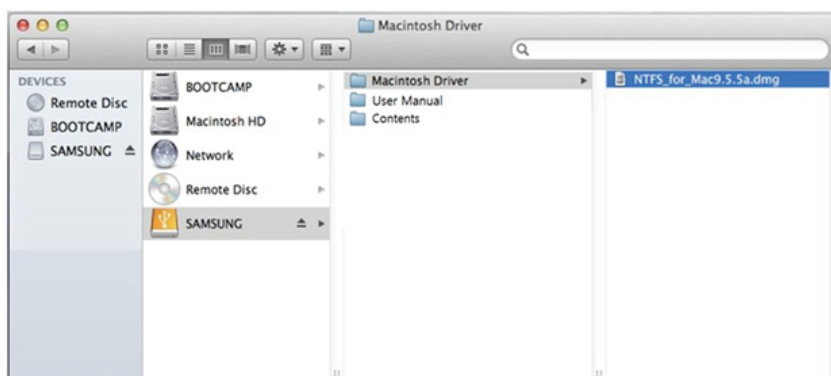 Macintosh Driver
DEVICES
Remote Disc
BOOTCAMP
SAMSUNG
BOOTCAMP
Macintosh HD
Network
Remote Disc
SAMSUNG
Macintosh Driver
User Manual
Contents
NTFS_for_Mac9.5.5a.dmg